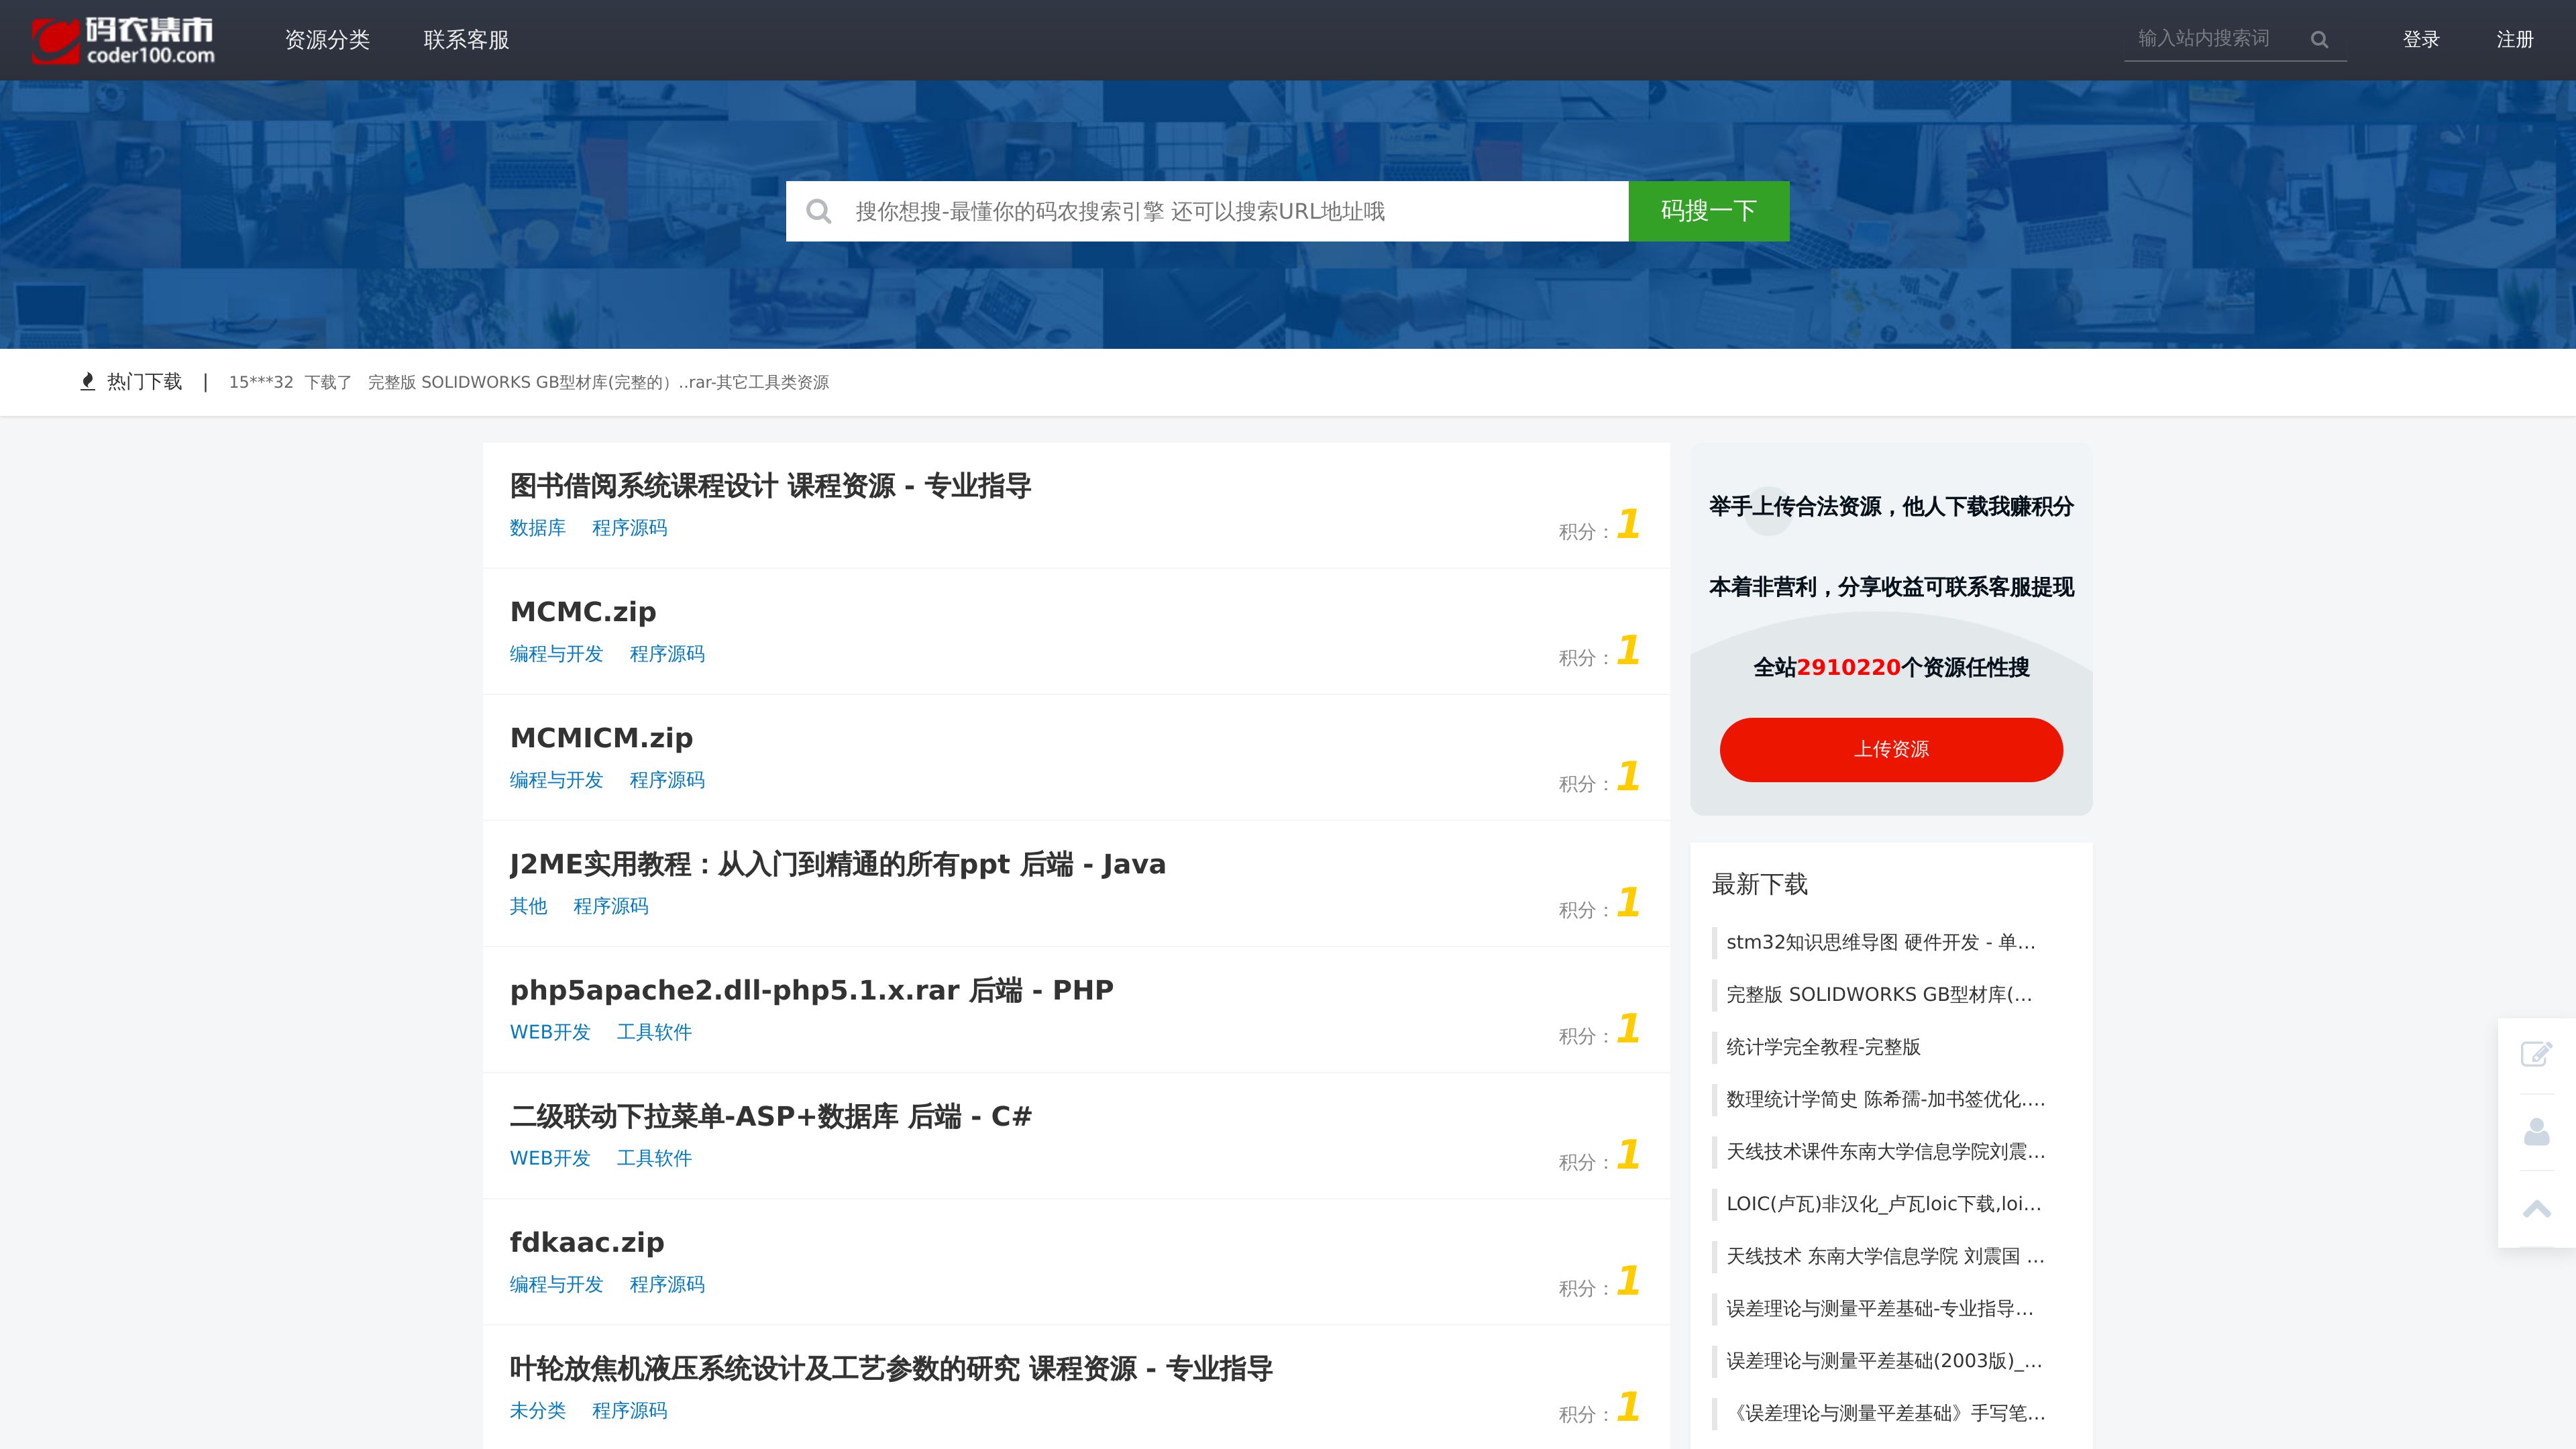 码农集市
coder100.com
资源分类 联系客服
输入站内搜索词
登录 注册
搜你想搜-最懂你的码农搜索引擎 还可以搜索URL地址哦
码搜一下
热门下载 | 15***32 下载了 完整版 SOLIDWORKS GB型材库(完整的）..rar-其它工具类资源
图书借阅系统课程设计 课程资源 - 专业指导
数据库 程序源码
积分：1
MCMC.zip
编程与开发 程序源码
积分：1
MCMICM.zip
编程与开发 程序源码
积分：1
J2ME实用教程：从入门到精通的所有ppt 后端 - Java
其他 程序源码
积分：1
php5apache2.dll-php5.1.x.rar 后端 - PHP
WEB开发 工具软件
积分：1
二级联动下拉菜单-ASP+数据库 后端 - C#
WEB开发 工具软件
积分：1
fdkaac.zip
编程与开发 程序源码
积分：1
叶轮放焦机液压系统设计及工艺参数的研究 课程资源 - 专业指导
未分类 程序源码
积分：1
举手上传合法资源，他人下载我赚积分
本着非营利，分享收益可联系客服提现
全站2910220个资源任性搜
上传资源
最新下载
stm32知识思维导图 硬件开发 - 单...
完整版 SOLIDWORKS GB型材库(...
统计学完全教程-完整版
数理统计学简史 陈希孺-加书签优化....
天线技术课件东南大学信息学院刘震...
LOIC(卢瓦)非汉化_卢瓦loic下载,loi...
天线技术 东南大学信息学院 刘震国 ...
误差理论与测量平差基础-专业指导...
误差理论与测量平差基础(2003版)_...
《误差理论与测量平差基础》手写笔...